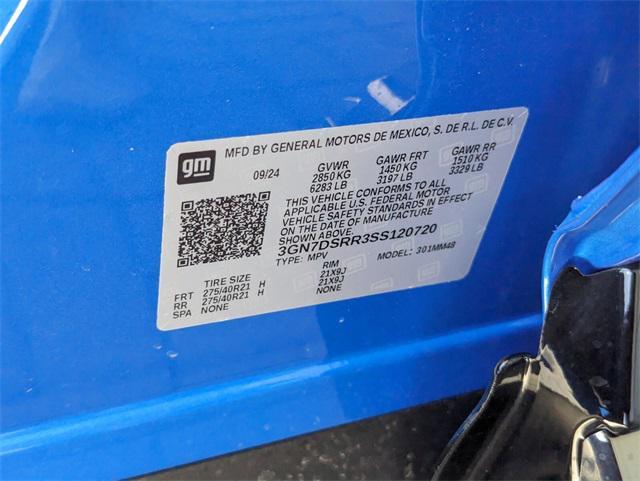 gm
MFD BY GENERAL MOTORS DE MEXICO, S. DE R.L. DE C.V.
09/24 GVWR GAWR FRT GAWR RR
2850 KG 1450 KG 1510 KG
6283 LB 3197 LB 3329 LB
THIS VEHICLE CONFORMS TO ALL
APPLICABLE U.S. FEDERAL MOTOR
VEHICLE SAFETY STANDARDS IN EFFECT
ON THE DATE OF MANUFACTURE
SHOWN ABOVE.
3GN7DSRR3SS120720
TYPE: MPV MODEL: 301MM48
TIRE SIZE RIM
FRT 275/40R21 H 21X9J
RR 275/40R21 H 21X9J
SPA NONE NONE